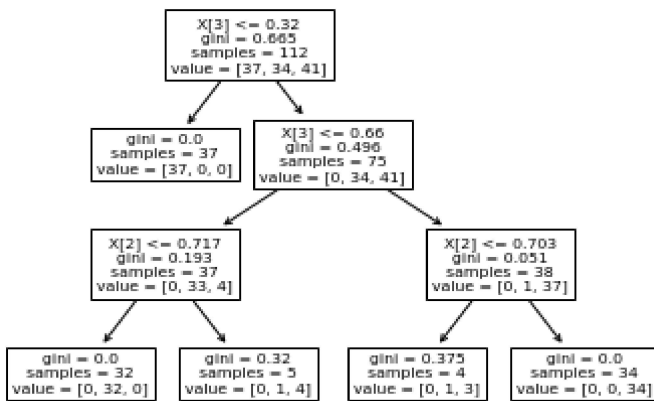 X[3] <= 0.32
gini = 0.665
samples = 112
value = [37, 34, 41]
gini = 0.0
samples = 37
value = [37, 0, 0]
X[3] <= 0.66
gini = 0.496
samples = 75
value = [0, 34, 41]
X[2] <= 0.717
gini = 0.193
samples = 37
value = [0, 33, 4]
X[2] <= 0.703
gini = 0.051
samples = 38
value = [0, 1, 37]
gini = 0.0
samples = 32
value = [0, 32, 0]
gini = 0.32
samples = 5
value = [0, 1, 4]
gini = 0.375
samples = 4
value = [0, 1, 3]
gini = 0.0
samples = 34
value = [0, 0, 34]